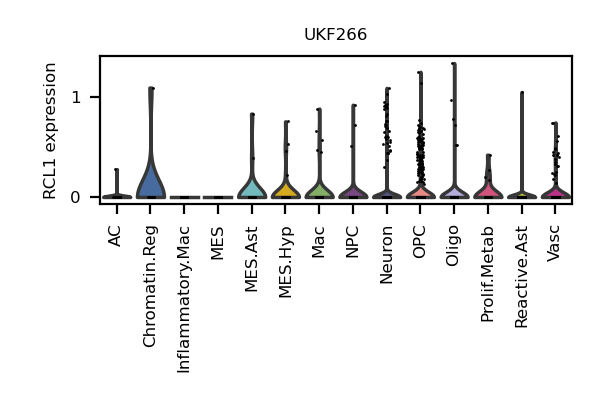 UKF266
RCL1 expression
1
0
AC
Chromatin.Reg
Inflammatory.Mac
MES
MES.Ast
MES.Hyp
Mac
NPC
Neuron
OPC
Oligo
Prolif.Metab
Reactive.Ast
Vasc